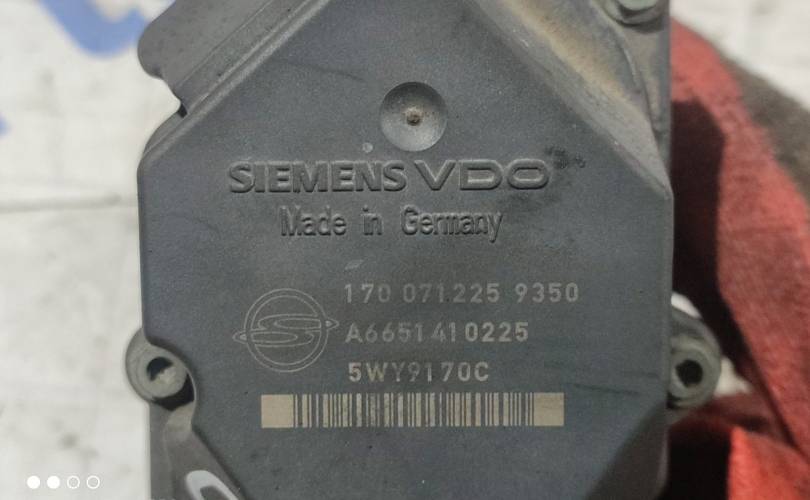 SIEMENS VDO
Made in Germany
170 071 225 9350
A6651410225
5WY9170C